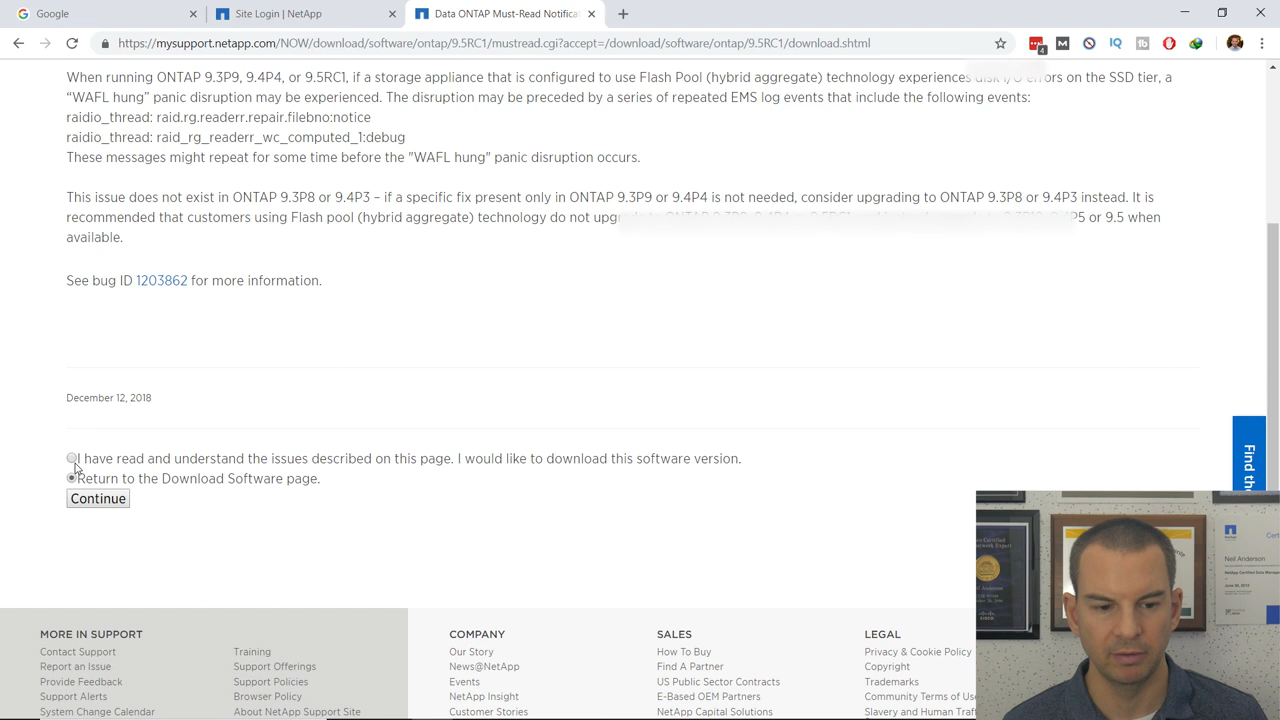 Google
Site Login | NetApp
Data ONTAP Must-Read Notificat
https://mysupport.netapp.com/NOW/download/software/ontap/9.5RC1/mustread.cgi?accept=/download/software/ontap/9.5RC1/download.shtml
4
M
IQ
tb
When running ONTAP 9.3P9, 9.4P4, or 9.5RC1, if a storage appliance that is configured to use Flash Pool (hybrid aggregate) technology experiences disk I/O errors on the SSD tier, a
“WAFL hung” panic disruption may be experienced. The disruption may be preceded by a series of repeated EMS log events that include the following events:
raidio_thread: raid.rg.readerr.repair.filebno:notice
raidio_thread: raid_rg_readerr_wc_computed_1:debug
These messages might repeat for some time before the "WAFL hung" panic disruption occurs.
This issue does not exist in ONTAP 9.3P8 or 9.4P3 – if a specific fix present only in ONTAP 9.3P9 or 9.4P4 is not needed, consider upgrading to ONTAP 9.3P8 or 9.4P3 instead. It is
recommended that customers using Flash pool (hybrid aggregate) technology do not or 9.5 when
available.
See bug ID 1203862 for more information.
December 12, 2018
I have read and understand the issues described on this page. I would like to download this software version.
Return to the Download Software page.
Continue
Find the
MORE IN SUPPORT
Contact Support
Report an Issue
Provide Feedback
Support Alerts
System Change Calendar
Training
Support Offerings
Support Policies
Browser Policy
About NetApp Support Site
COMPANY
Our Story
News@NetApp
Events
NetApp Insight
Customer Stories
SALES
How To Buy
Find A Partner
US Public Sector Contracts
E-Based OEM Partners
NetApp Capital Solutions
LEGAL
Privacy & Cookie Policy
Copyright
Trademarks
Community Terms of Use
Slavery and Human Traf
Neil Anderson